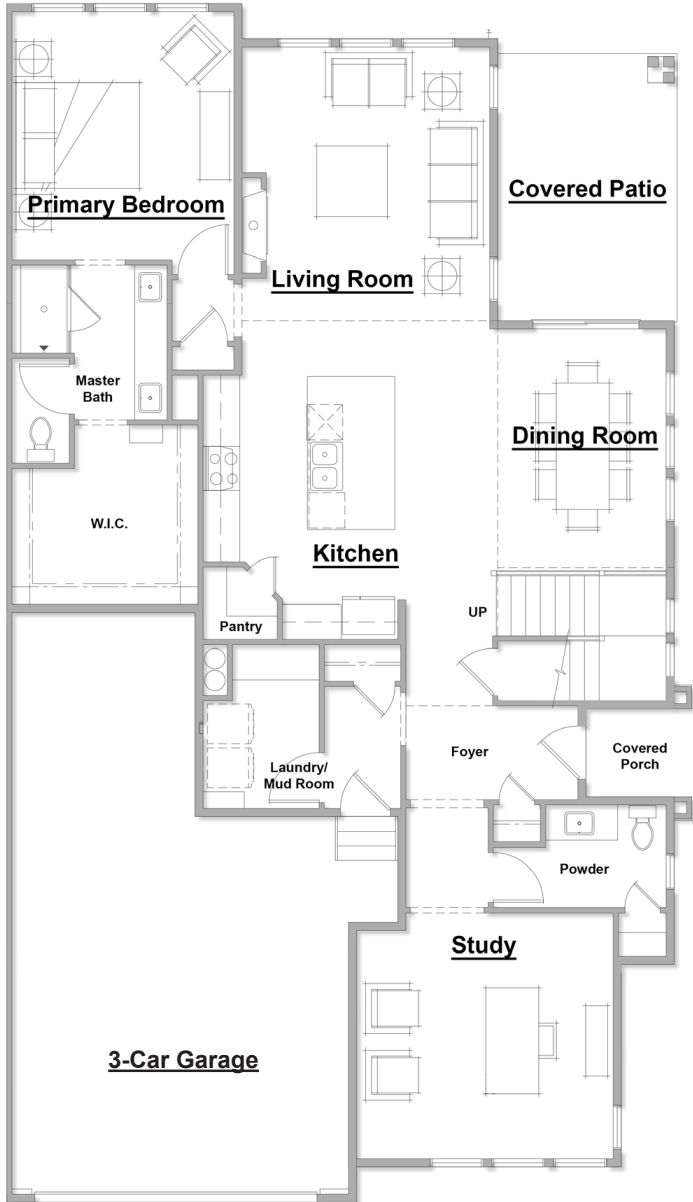 Primary Bedroom
Covered Patio
Living Room
Master
Bath
Dining Room
W.I.C.
Kitchen
UP
Pantry
Foyer
Covered
Porch
Laundry/
Mud Room
Powder
Study
3-Car Garage